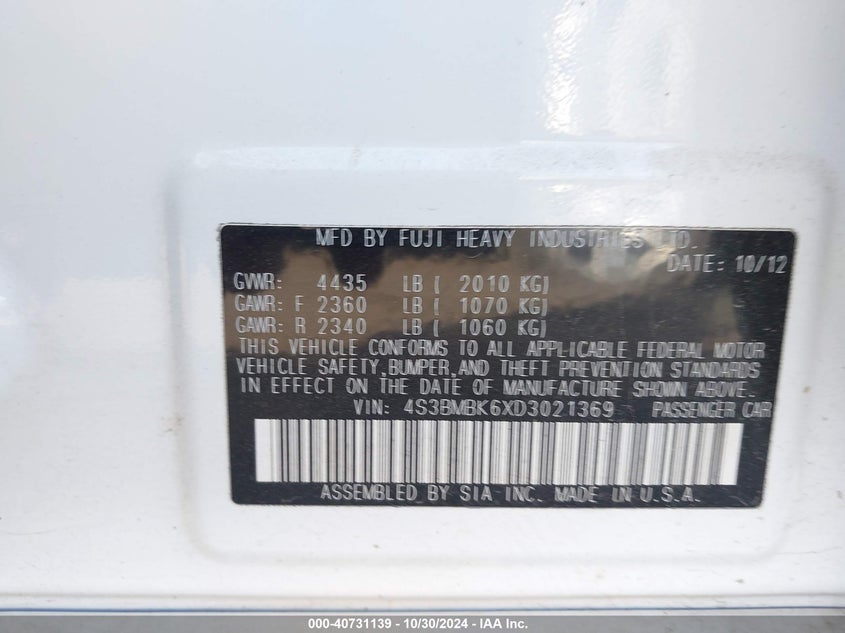 MFD BY FUJI HEAVY INDUSTRIES LTD.
DATE: 10/12
GVWR: 4435 LB ( 2010 KG)
GAWR: F 2360 LB ( 1070 KG)
GAWR: R 2340 LB ( 1060 KG)
THIS VEHICLE CONFORMS TO ALL APPLICABLE FEDERAL MOTOR
VEHICLE SAFETY, BUMPER, AND THEFT PREVENTION STANDARDS
IN EFFECT ON THE DATE OF MANUFACTURE SHOWN ABOVE.
VIN: 4S3BMBK6XD3021369 PASSENGER CAR
ASSEMBLED BY SIA INC. MADE IN U.S.A.
000-40731139 - 10/30/2024 - IAA Inc.